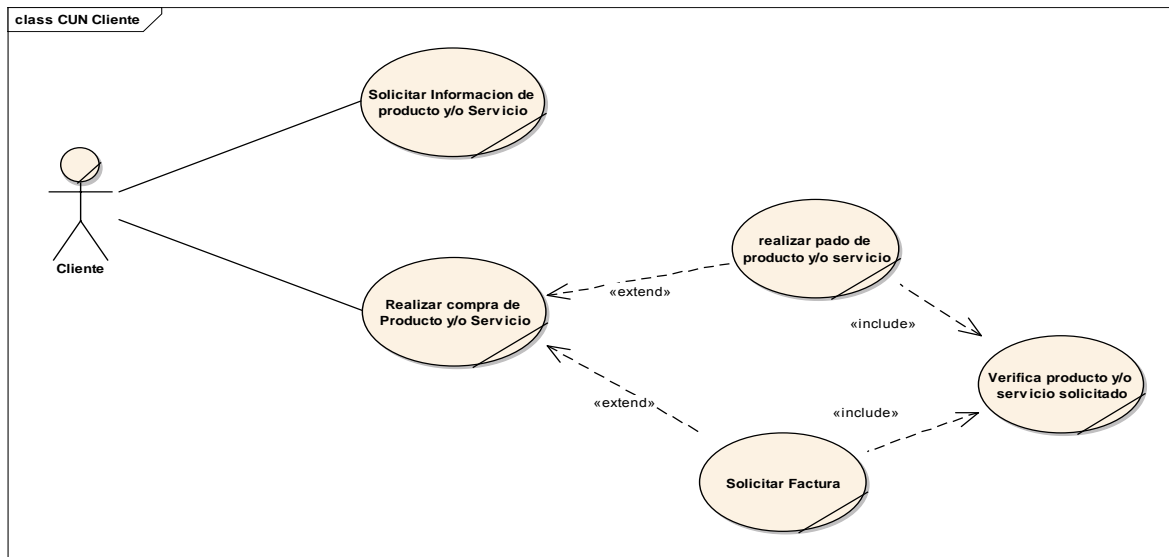 class CUN Cliente
Solicitar Informacion de
producto y/o Servicio
Cliente
Realizar compra de
Producto y/o Servicio
«extend»
realizar pado de
producto y/o servicio
«include»
«extend»
Solicitar Factura
«include»
Verifica producto y/o
servicio solicitado